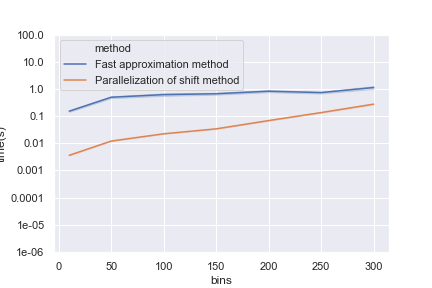 method
Fast approximation method
Parallelization of shift method
100.0
10.0
1.0
0.1
0.01
0.001
0.0001
1e-05
1e-06
time(s)
0 50 100 150 200 250 300
bins